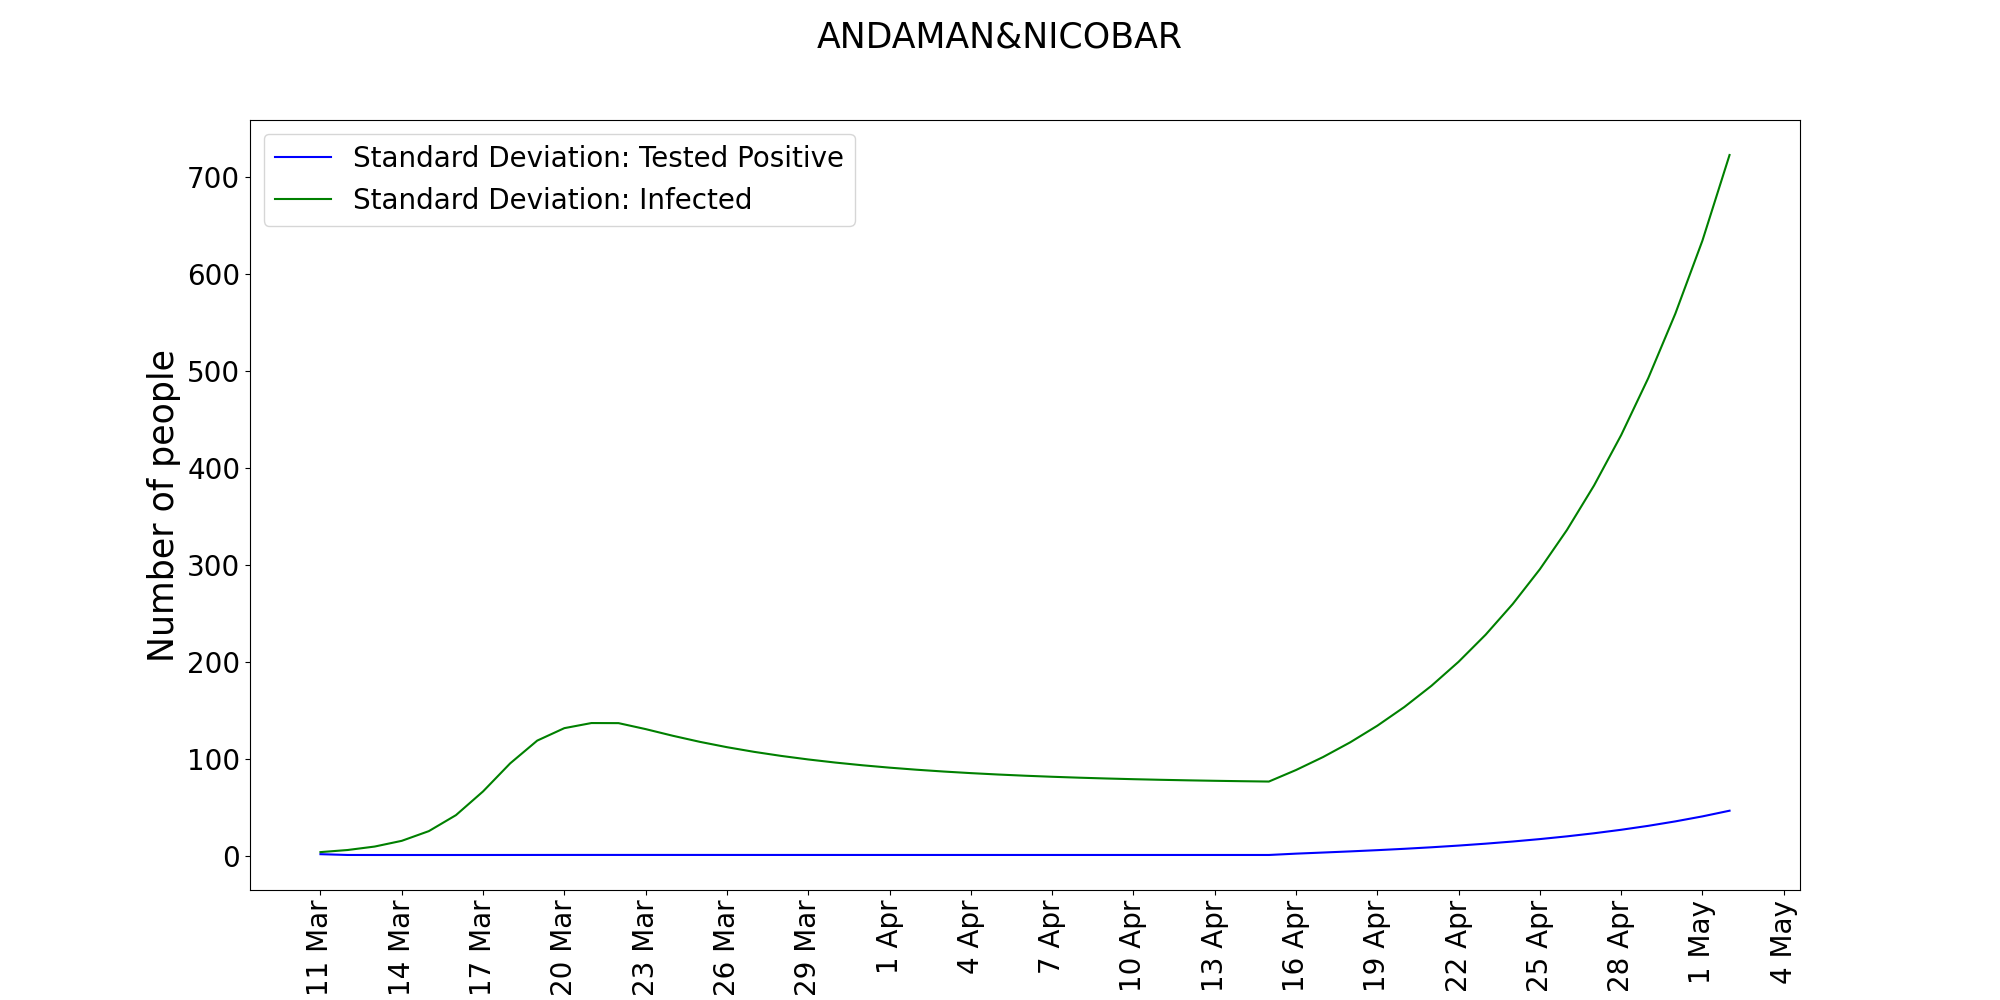 ANDAMAN&NICOBAR
Standard Deviation: Tested Positive
Standard Deviation: Infected
Number of people
700
600
500
400
300
200
100
0
11 Mar
14 Mar
17 Mar
20 Mar
23 Mar
26 Mar
29 Mar
1 Apr
4 Apr
7 Apr
10 Apr
13 Apr
16 Apr
19 Apr
22 Apr
25 Apr
28 Apr
1 May
4 May